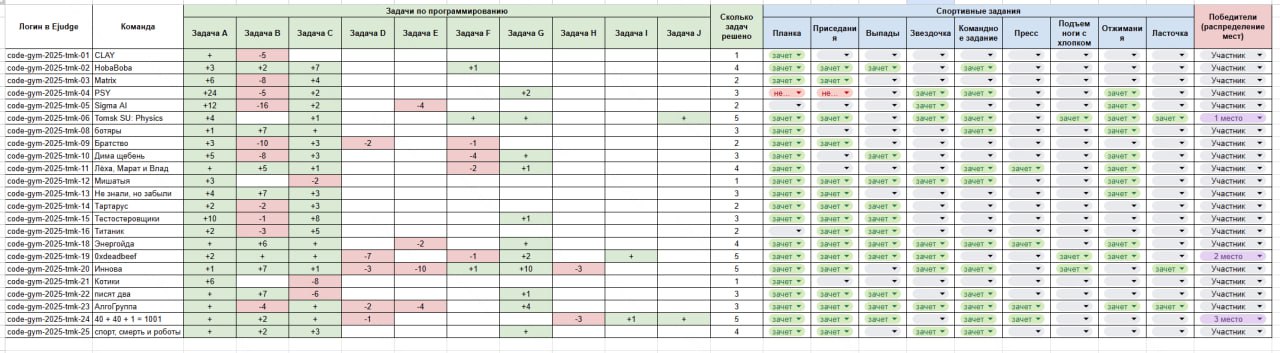 Логин в Ejudge Команда Задачи по программированию Сколько задач решено Спортивные задания Победители (распределение мест)
Задача A Задача B Задача C Задача D Задача E Задача F Задача G Задача H Задача I Задача J Планка Приседания Выпады Звездочка Командное задание Пресс Подъем ноги с хлопком Отжимания Ласточка
code-gym-2025-tmk-01 CLAY + -5 1 зачет Участник
code-gym-2025-tmk-02 HobaBoba +3 +2 +7 +1 4 зачет зачет зачет зачет Участник
code-gym-2025-tmk-03 Matrix +6 -8 +4 2 зачет зачет Участник
code-gym-2025-tmk-04 PSY +24 -5 +2 +2 3 не... не... зачет зачет зачет Участник
code-gym-2025-tmk-05 Sigma AI +12 -16 +2 -4 2 зачет зачет Участник
code-gym-2025-tmk-06 Tomsk SU: Physics +4 +1 + + + 5 зачет зачет зачет зачет зачет зачет зачет 1 место
code-gym-2025-tmk-08 ботяры +1 +7 + 3 зачет зачет зачет Участник
code-gym-2025-tmk-09 Братство +3 -10 +3 -2 -1 2 зачет зачет Участник
code-gym-2025-tmk-10 Дима щебень +5 -8 +3 -4 + 3 зачет зачет зачет Участник
code-gym-2025-tmk-11 Лёха, Марат и Влад + +5 +1 -2 +1 4 зачет зачет зачет зачет Участник
code-gym-2025-tmk-12 Мишатыя +3 -2 1 зачет зачет зачет зачет зачет зачет Участник
code-gym-2025-tmk-13 Не знали, но забыли +4 +7 +3 3 зачет зачет зачет Участник
code-gym-2025-tmk-14 Тартарус +2 -2 +3 2 зачет зачет зачет Участник
code-gym-2025-tmk-15 Тестостеровщики +10 -1 +8 +1 3 зачет зачет зачет Участник
code-gym-2025-tmk-16 Титаник +2 -3 +5 2 зачет зачет Участник
code-gym-2025-tmk-18 Энергойда + +6 + -2 + 4 зачет зачет зачет зачет зачет зачет Участник
code-gym-2025-tmk-19 0xdeadbeef +2 + + -7 -1 +2 + 5 зачет зачет зачет зачет зачет зачет зачет 2 место
code-gym-2025-tmk-20 Иннова +1 +7 +1 -3 -10 +1 +10 -3 5 зачет зачет зачет зачет зачет зачет Участник
code-gym-2025-tmk-21 Котики +6 -8 1 зачет зачет Участник
code-gym-2025-tmk-22 писят два + +7 -6 +1 3 зачет зачет зачет зачет зачет Участник
code-gym-2025-tmk-23 АлгоГруппа + -4 + -2 -4 +4 3 зачет зачет зачет зачет зачет зачет зачет зачет зачет Участник
code-gym-2025-tmk-24 40 + 40 + 1 = 1001 + +2 + -1 -3 +1 + 5 зачет зачет зачет зачет зачет зачет 3 место
code-gym-2025-tmk-25 спорт, смерть и роботы + +2 +3 + 4 зачет зачет зачет зачет зачет Участник